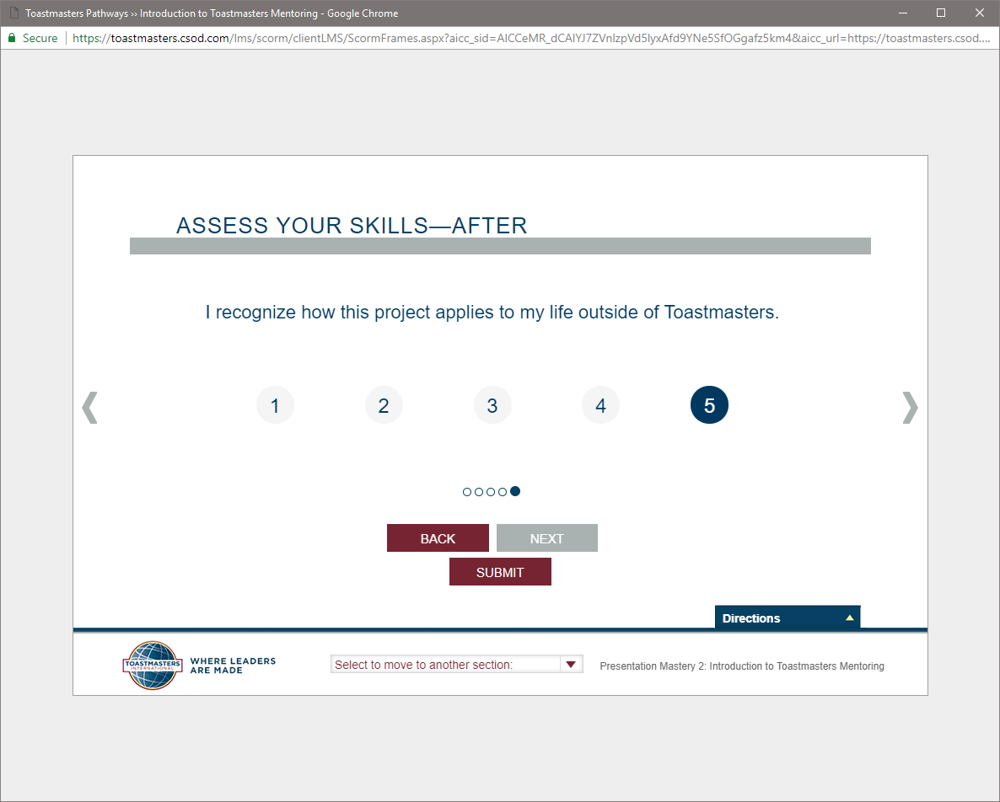 Toastmasters Pathways ›› Introduction to Toastmasters Mentoring - Google Chrome
Secure https://toastmasters.csod.com/lms/scorm/clientLMS/ScormFrames.aspx?aicc_sid=AICCeMR_dCAlYJ7ZVnlzpVd5lyxAfd9YNe5SfOGgafz5km4&aicc_url=https://toastmasters.csod....
ASSESS YOUR SKILLS—AFTER
I recognize how this project applies to my life outside of Toastmasters.
1 2 3 4 5
BACK NEXT
SUBMIT
Directions
TOASTMASTERS
INTERNATIONAL
WHERE LEADERS
ARE MADE
Select to move to another section:
Presentation Mastery 2: Introduction to Toastmasters Mentoring